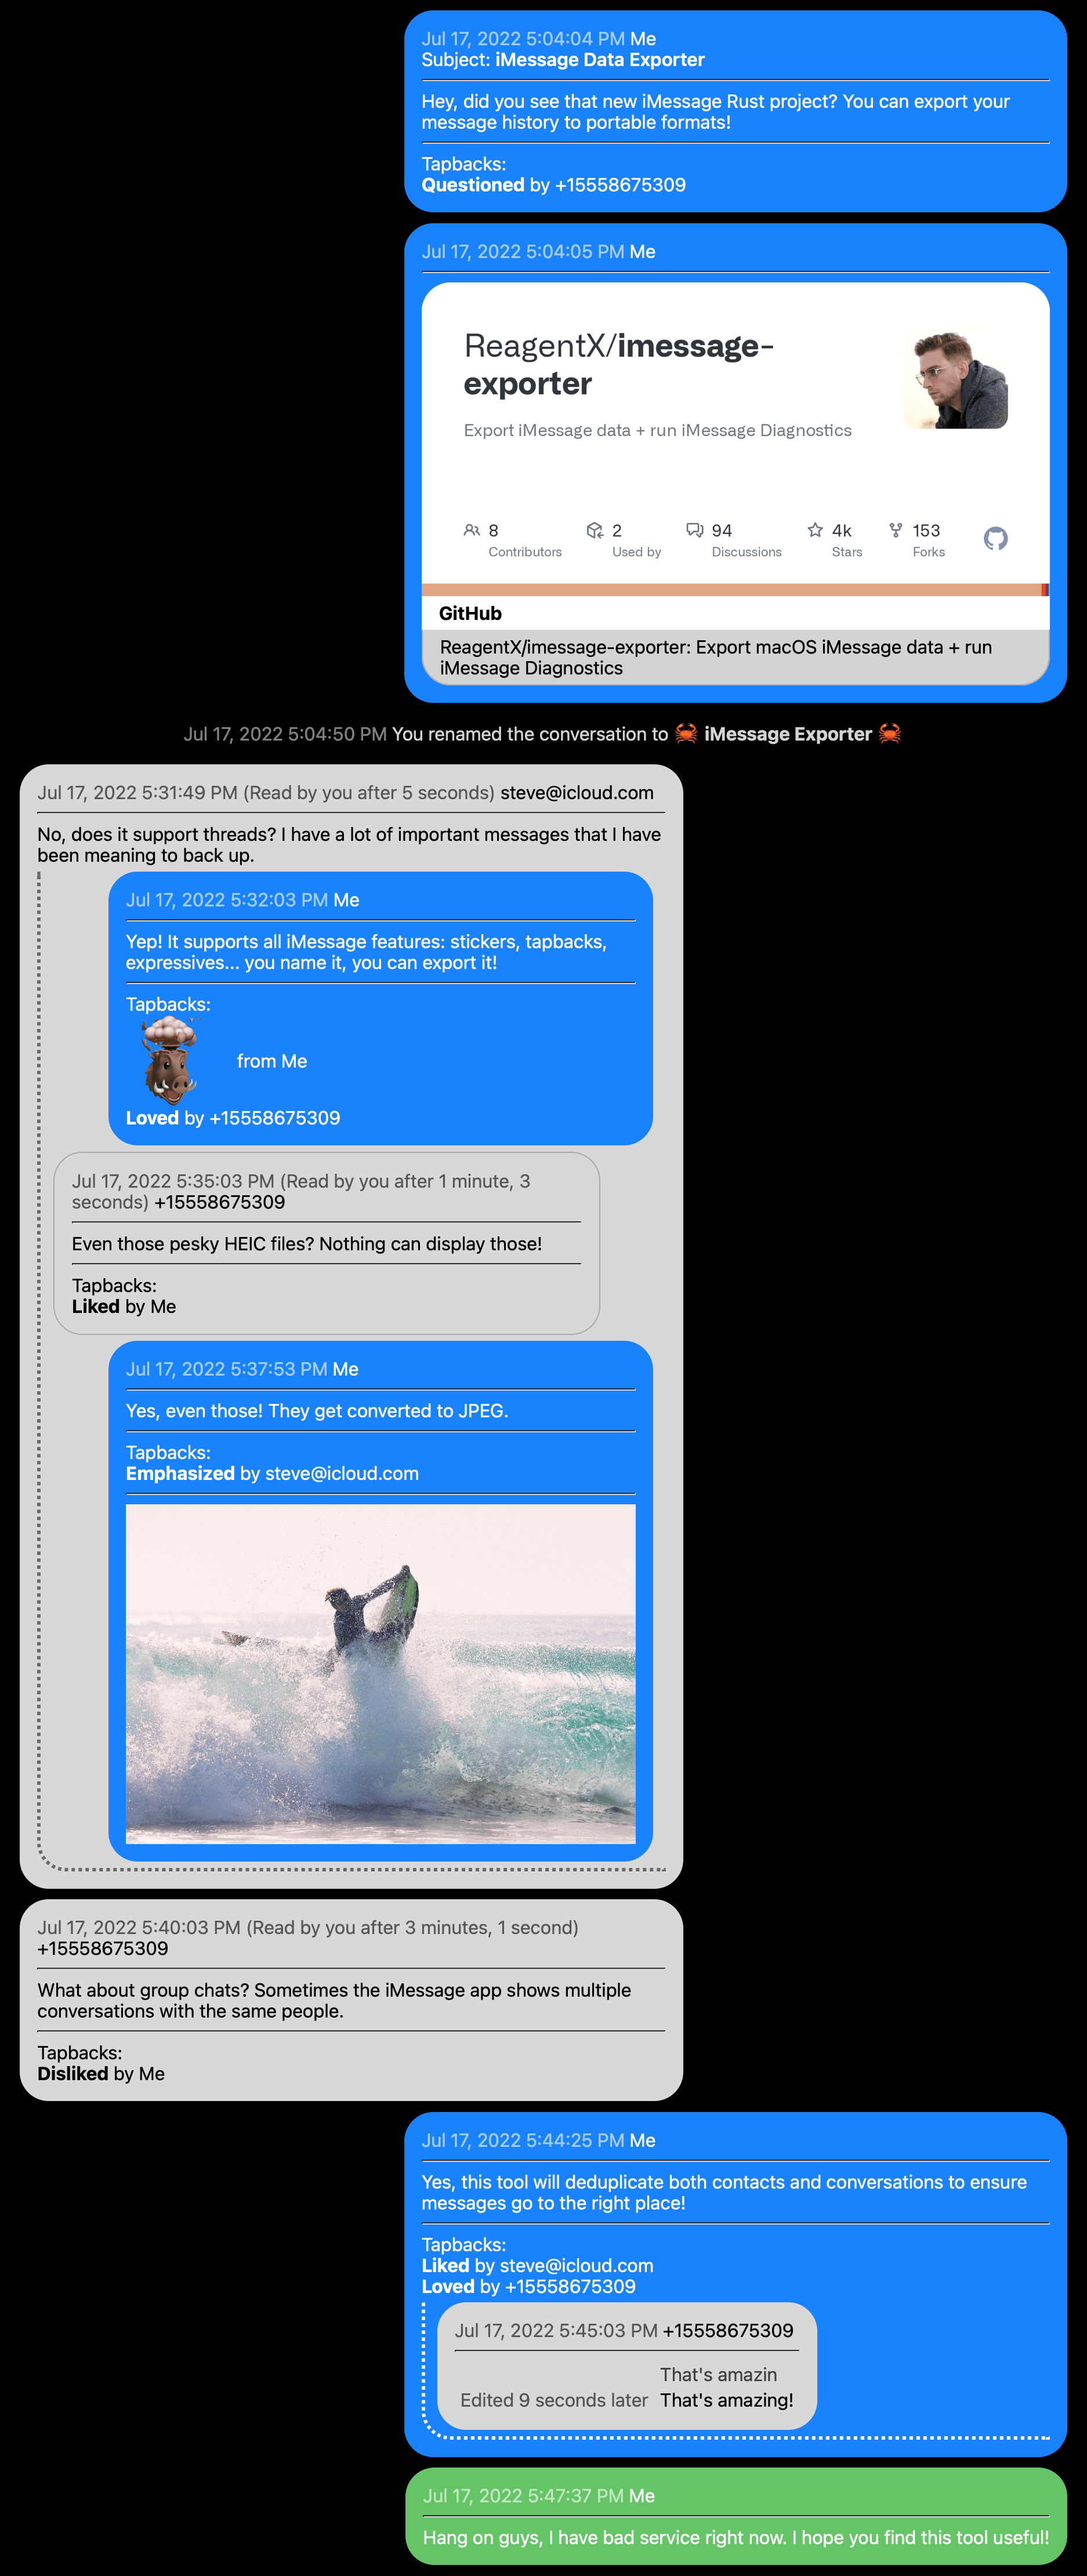 Jul 17, 2022 5:04:04 PM Me
Subject: iMessage Data Exporter
Hey, did you see that new iMessage Rust project? You can export your
message history to portable formats!
Tapbacks:
Questioned by +15558675309
Jul 17, 2022 5:04:05 PM Me
ReagentX/imessage-
exporter
Export iMessage data + run iMessage Diagnostics
8 2 94 4k 153
Contributors Used by Discussions Stars Forks
GitHub
ReagentX/imessage-exporter: Export macOS iMessage data + run
iMessage Diagnostics
Jul 17, 2022 5:04:50 PM You renamed the conversation to 🦀 iMessage Exporter 🦀
Jul 17, 2022 5:31:49 PM (Read by you after 5 seconds) steve@icloud.com
No, does it support threads? I have a lot of important messages that I have
been meaning to back up.
Jul 17, 2022 5:32:03 PM Me
Yep! It supports all iMessage features: stickers, tapbacks,
expressives... you name it, you can export it!
Tapbacks:
from Me
Loved by +15558675309
Jul 17, 2022 5:35:03 PM (Read by you after 1 minute, 3
seconds) +15558675309
Even those pesky HEIC files? Nothing can display those!
Tapbacks:
Liked by Me
Jul 17, 2022 5:37:53 PM Me
Yes, even those! They get converted to JPEG.
Tapbacks:
Emphasized by steve@icloud.com
Jul 17, 2022 5:40:03 PM (Read by you after 3 minutes, 1 second)
+15558675309
What about group chats? Sometimes the iMessage app shows multiple
conversations with the same people.
Tapbacks:
Disliked by Me
Jul 17, 2022 5:44:25 PM Me
Yes, this tool will deduplicate both contacts and conversations to ensure
messages go to the right place!
Tapbacks:
Liked by steve@icloud.com
Loved by +15558675309
Jul 17, 2022 5:45:03 PM +15558675309
That's amazin
Edited 9 seconds later That's amazing!
Jul 17, 2022 5:47:37 PM Me
Hang on guys, I have bad service right now. I hope you find this tool useful!